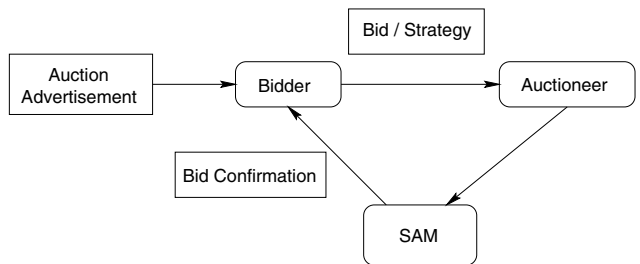 Bid / Strategy
Auction
Advertisement
Bidder
Auctioneer
Bid Confirmation
SAM